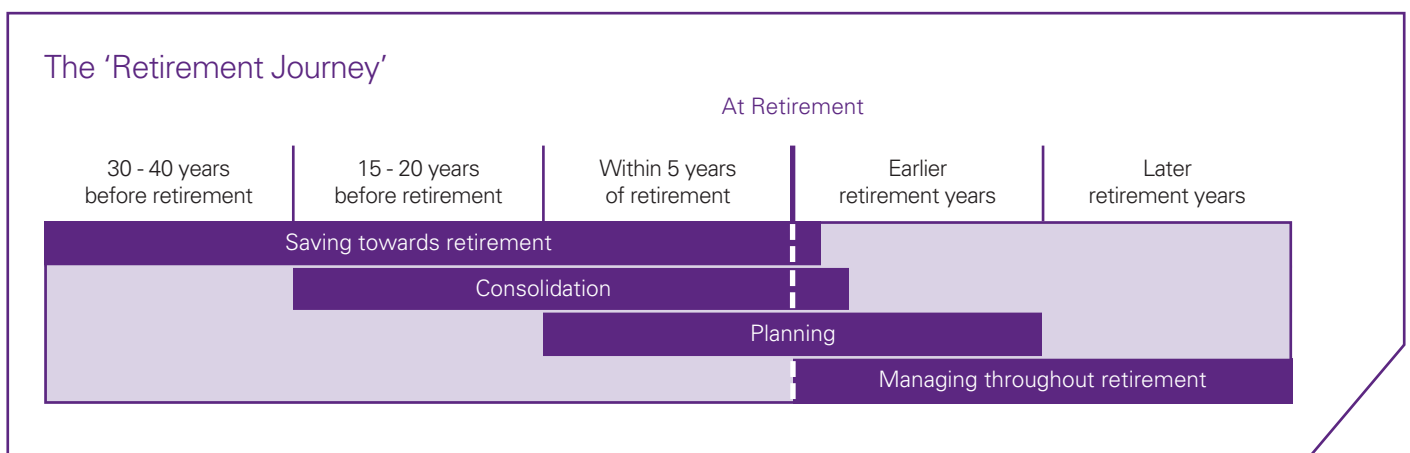 The ‘Retirement Journey’
At Retirement
30 - 40 years
before retirement
15 - 20 years
before retirement
Within 5 years
of retirement
Earlier
retirement years
Later
retirement years
Saving towards retirement
Consolidation
Planning
Managing throughout retirement